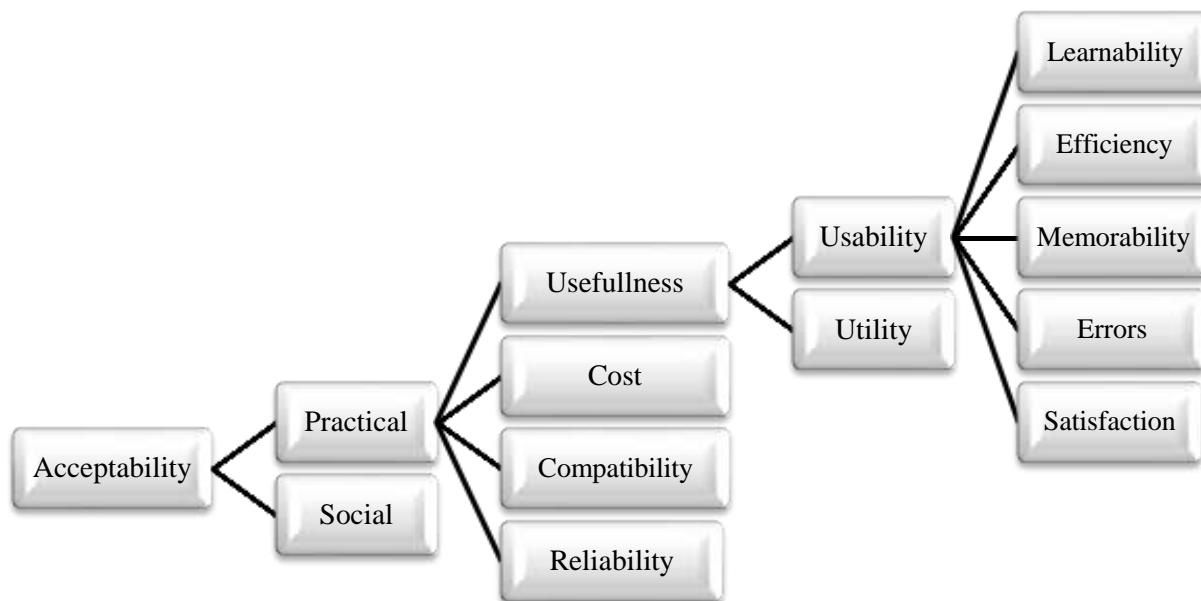 Learnability
Efficiency
Usability
Memorability
Usefullness
Utility
Errors
Cost
Practical
Satisfaction
Acceptability
Compatibility
Social
Reliability